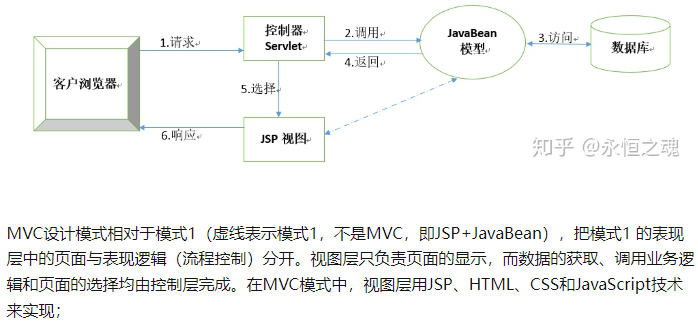 1.请求
控制器
Servlet
2.调用
JavaBean
模型
3.访问
数据库
4.返回
客户浏览器
5.选择
6.响应
JSP 视图
知乎 @永恒之魂
MVC设计模式相对于模式1（虚线表示模式1，不是MVC，即JSP+JavaBean），把模式1 的表现
层中的页面与表现逻辑（流程控制）分开。视图层只负责页面的显示，而数据的获取、调用业务逻
辑和页面的选择均由控制层完成。在MVC模式中，视图层用JSP、HTML、CSS和JavaScript技术
来实现；